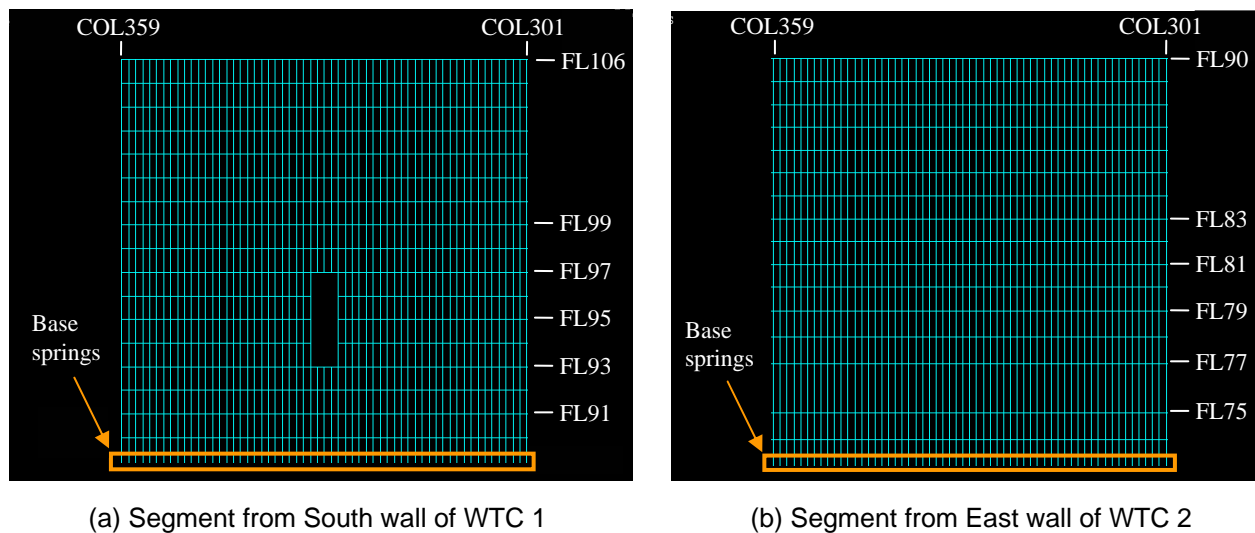 COL359 COL301
FL106
FL99
FL97
FL95
FL93
FL91
Base
springs
(a) Segment from South wall of WTC 1
s
COL359 COL301
FL90
FL83
FL81
FL79
FL77
FL75
Base
springs
(b) Segment from East wall of WTC 2